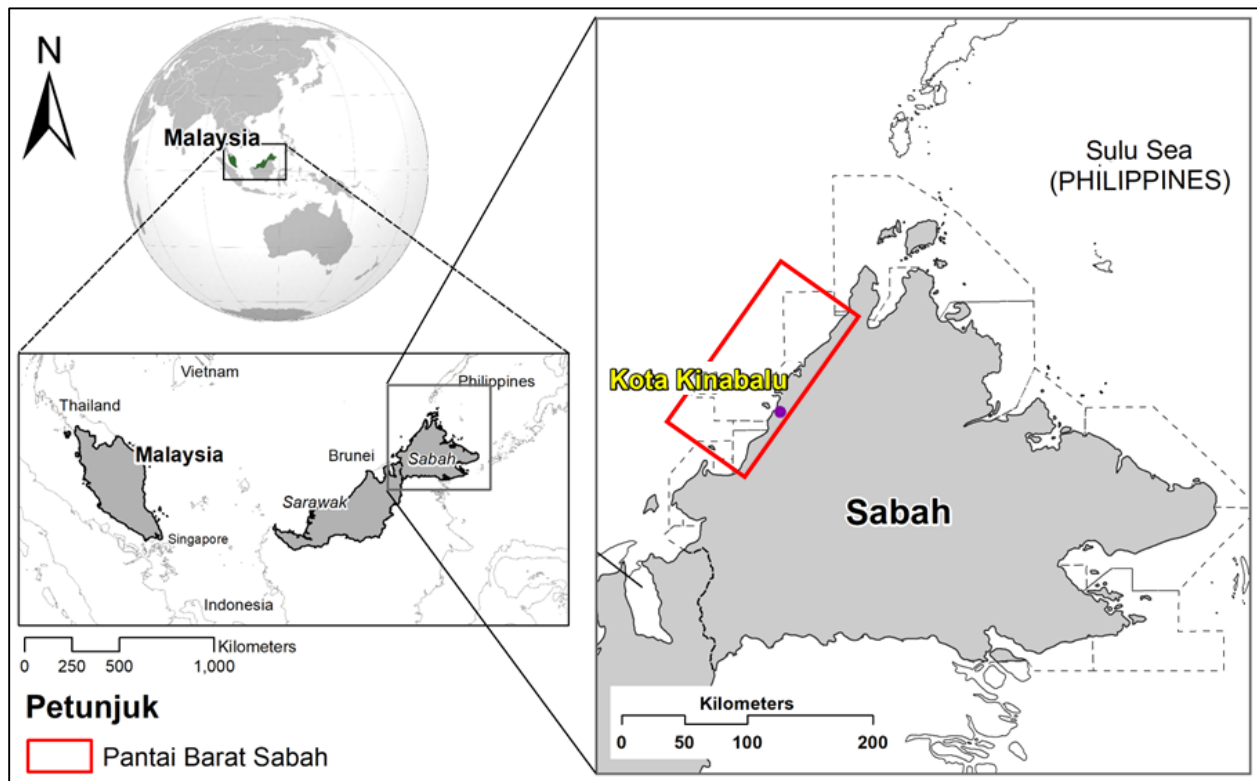 N
Malaysia
Vietnam
Philippines
Thailand
Malaysia
Brunei
Sabah
Sarawak
Singapore
Indonesia
Kilometers
0 250 500 1,000
Petunjuk
Pantai Barat Sabah
Sulu Sea
(PHILIPPINES)
Kota Kinabalu
Sabah
Kilometers
0 50 100 200